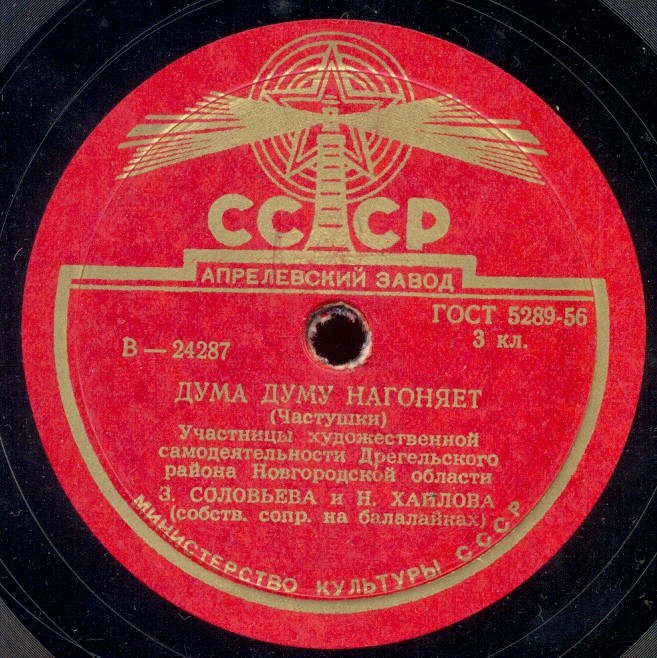 СССР
АПРЕЛЕВСКИЙ ЗАВОД
ГОСТ 5289-56
3 кл.
В — 24287
ДУМА ДУМУ НАГОНЯЕТ
(Частушки)
Участницы художественной
самодеятельности Дрегельского
района Новгородской области
З. СОЛОВЬЕВА и Н. ХАЙЛОВА
(собств. сопр. на балалайках)
МИНИСТЕРСТВО КУЛЬТУРЫ СССР